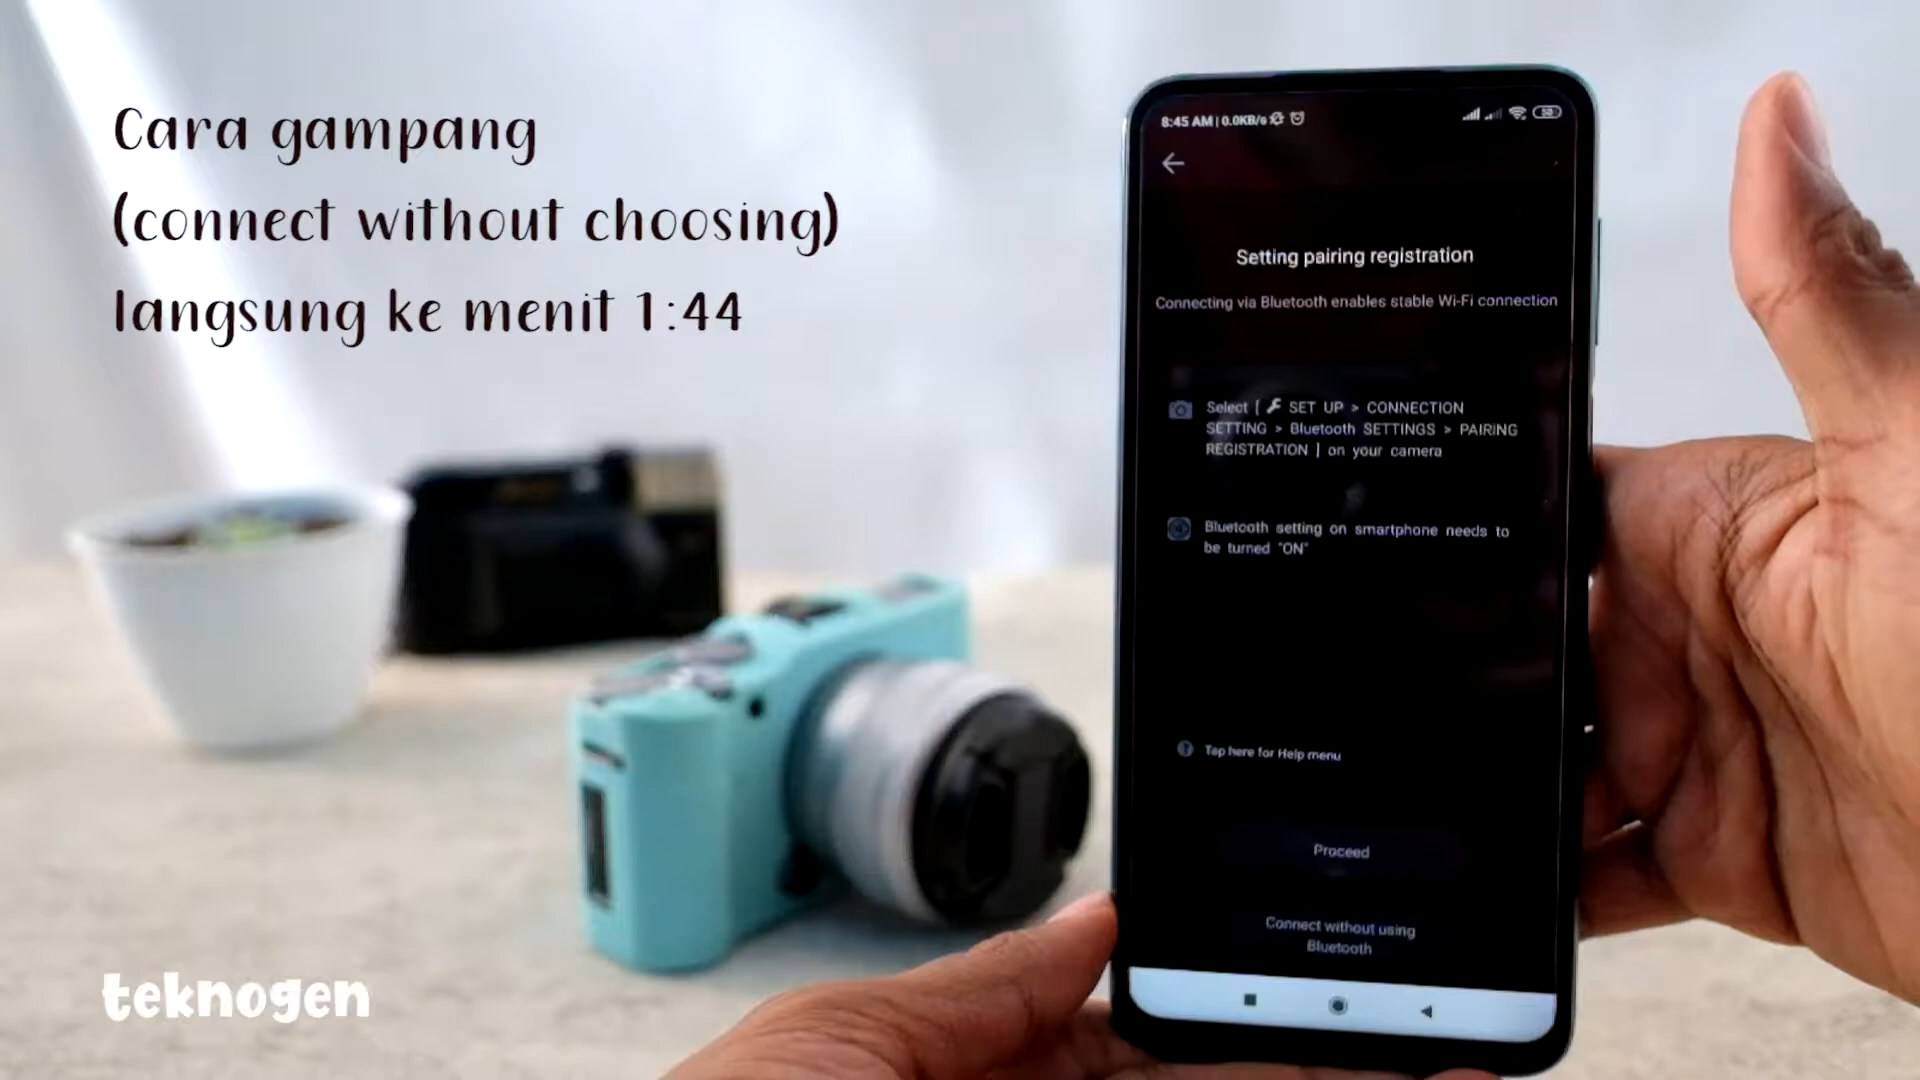 Cara gampang
(connect without choosing)
langsung ke menit 1:44
8:45 AM | 0.0KB/s
50
Setting pairing registration
Connecting via Bluetooth enables stable Wi-Fi connection
Select [ SET UP > CONNECTION
SETTING > Bluetooth SETTINGS > PAIRING
REGISTRATION ] on your camera
Bluetooth setting on smartphone needs to
be turned "ON"
Tap here for Help menu
Proceed
Connect without using
Bluetooth
teknogen